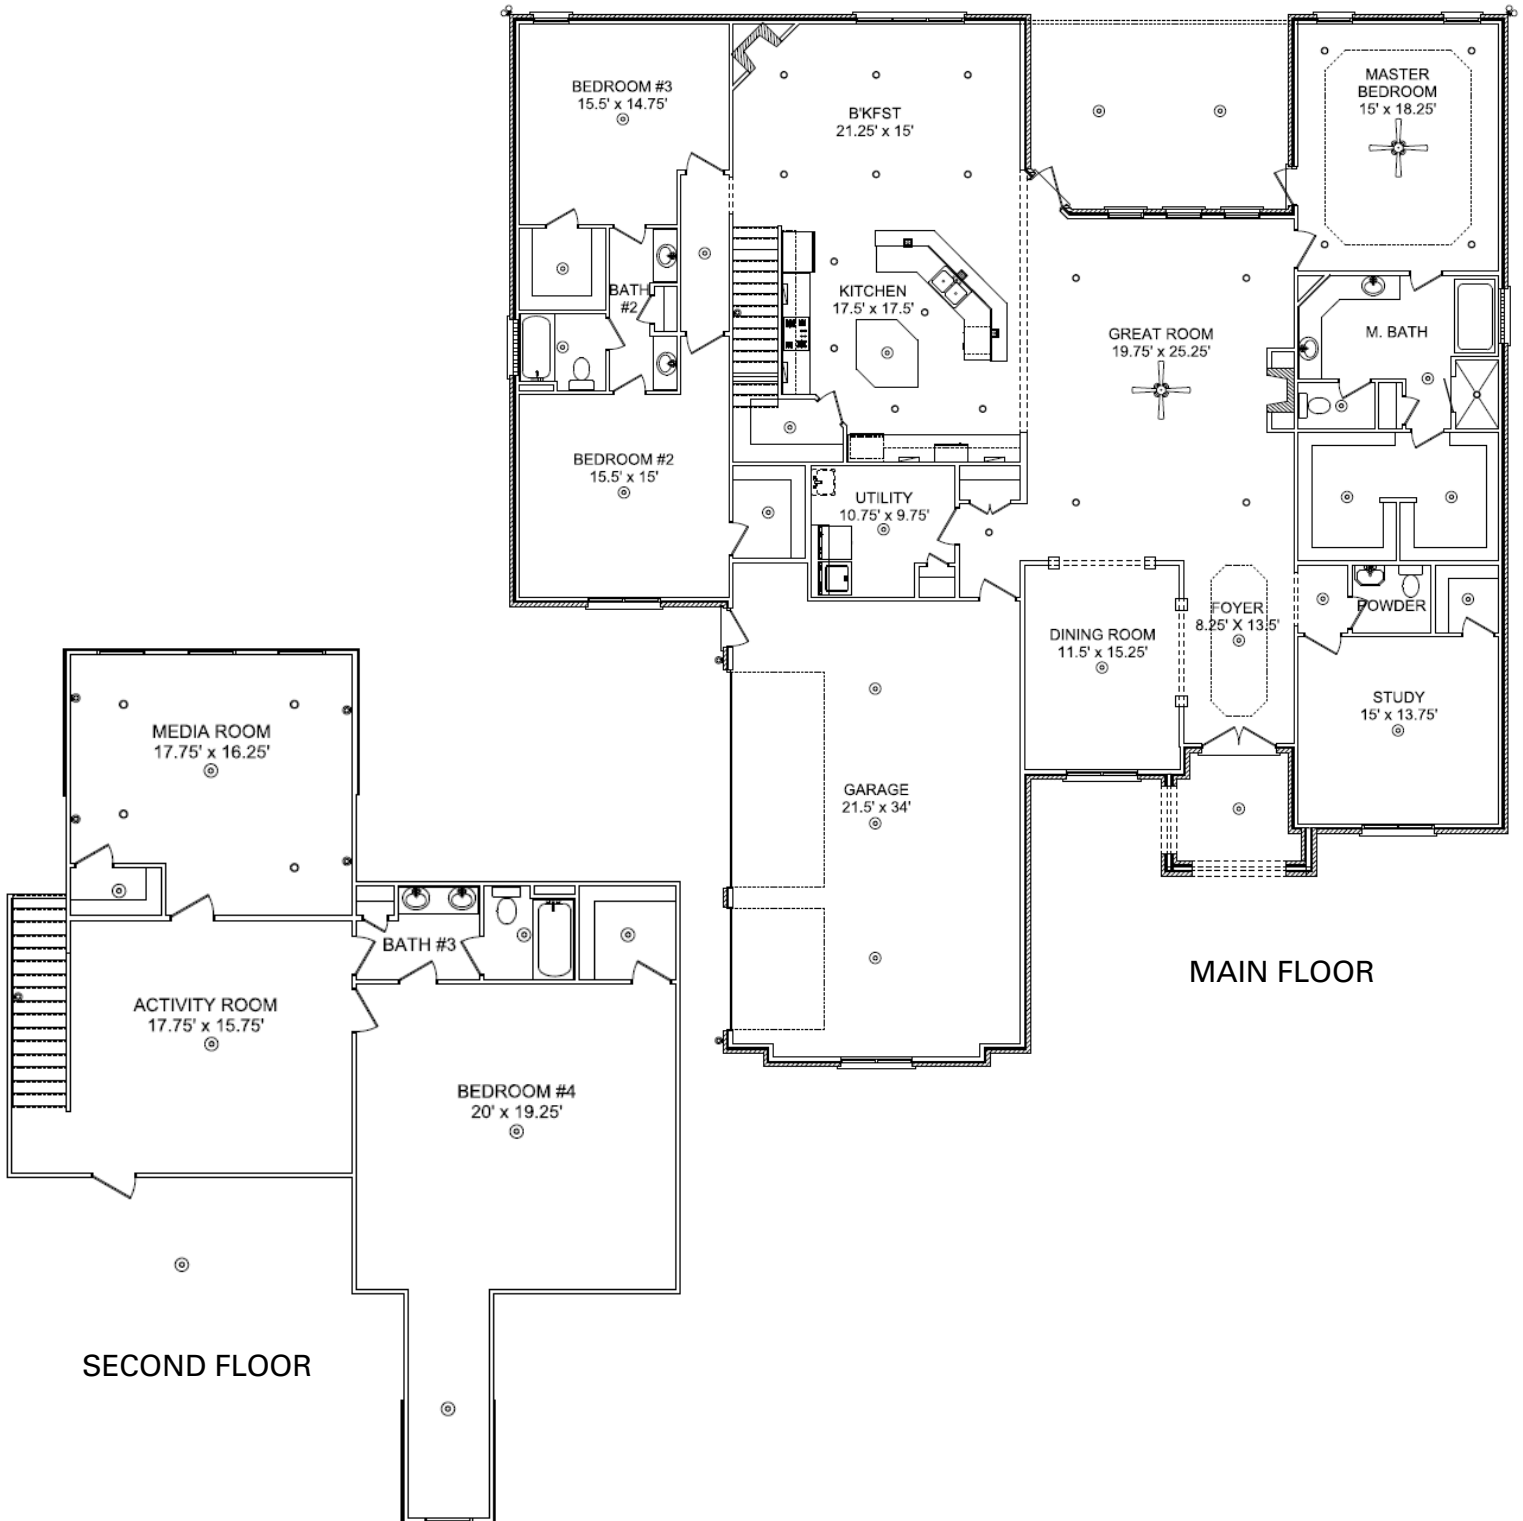 BEDROOM #3
15.5' x 14.75'
B'KFST
21.25' x 15'
MASTER
BEDROOM
15' x 18.25'
BATH
#2
KITCHEN
17.5' x 17.5'
GREAT ROOM
19.75' x 25.25'
M. BATH
BEDROOM #2
15.5' x 15'
UTILITY
10.75' x 9.75'
DINING ROOM
11.5' x 15.25'
FOYER
8.25' X 13.5'
POWDER
STUDY
15' x 13.75'
GARAGE
21.5' x 34'
MAIN FLOOR
MEDIA ROOM
17.75' x 16.25'
BATH #3
ACTIVITY ROOM
17.75' x 15.75'
BEDROOM #4
20' x 19.25'
SECOND FLOOR